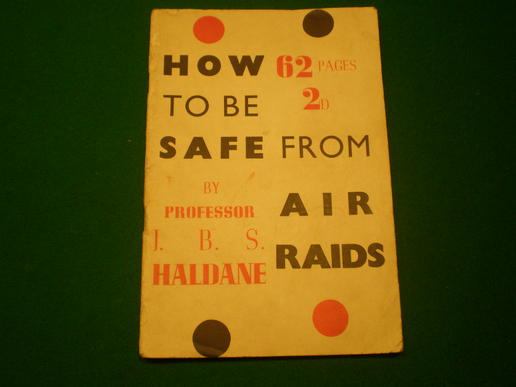 HOW 62 PAGES
TO BE 2D
SAFE FROM
BY
PROFESSOR
AIR
J. B. S.
RAIDS
HALDANE